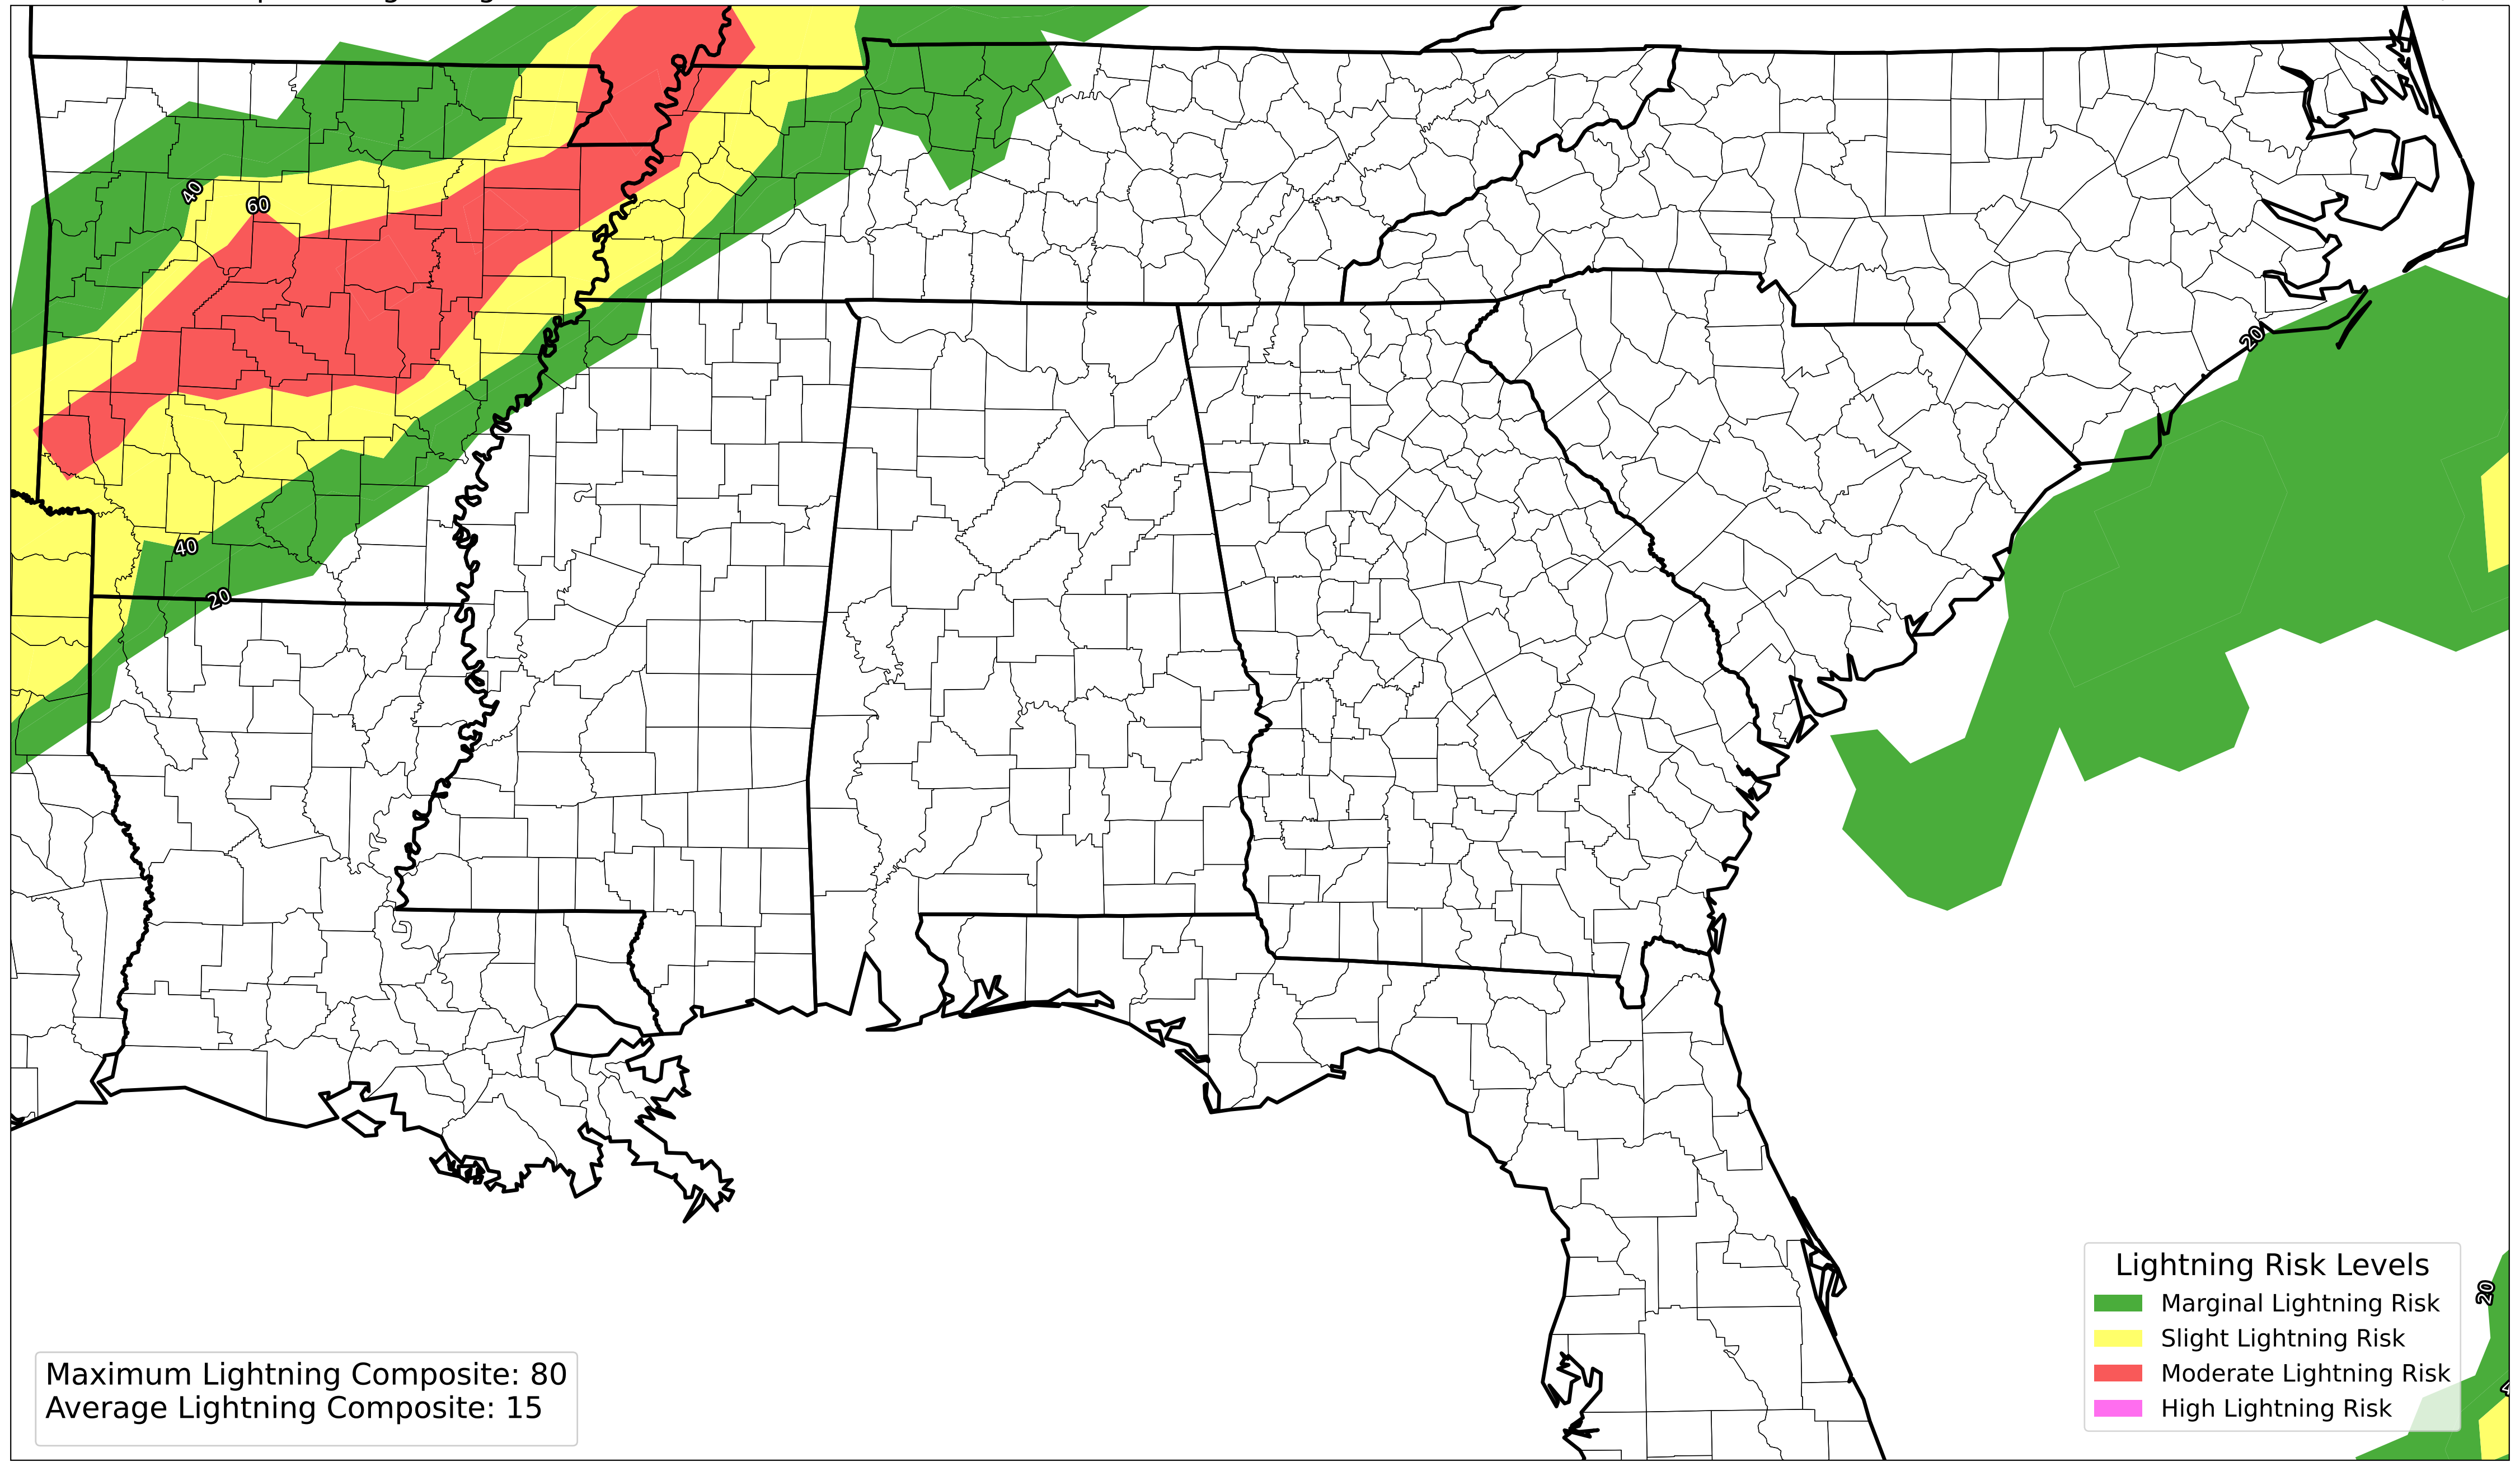 40
60
20
40
20
20
Lightning Risk Levels
Marginal Lightning Risk
Slight Lightning Risk
Moderate Lightning Risk
High Lightning Risk
Maximum Lightning Composite: 80
Average Lightning Composite: 15